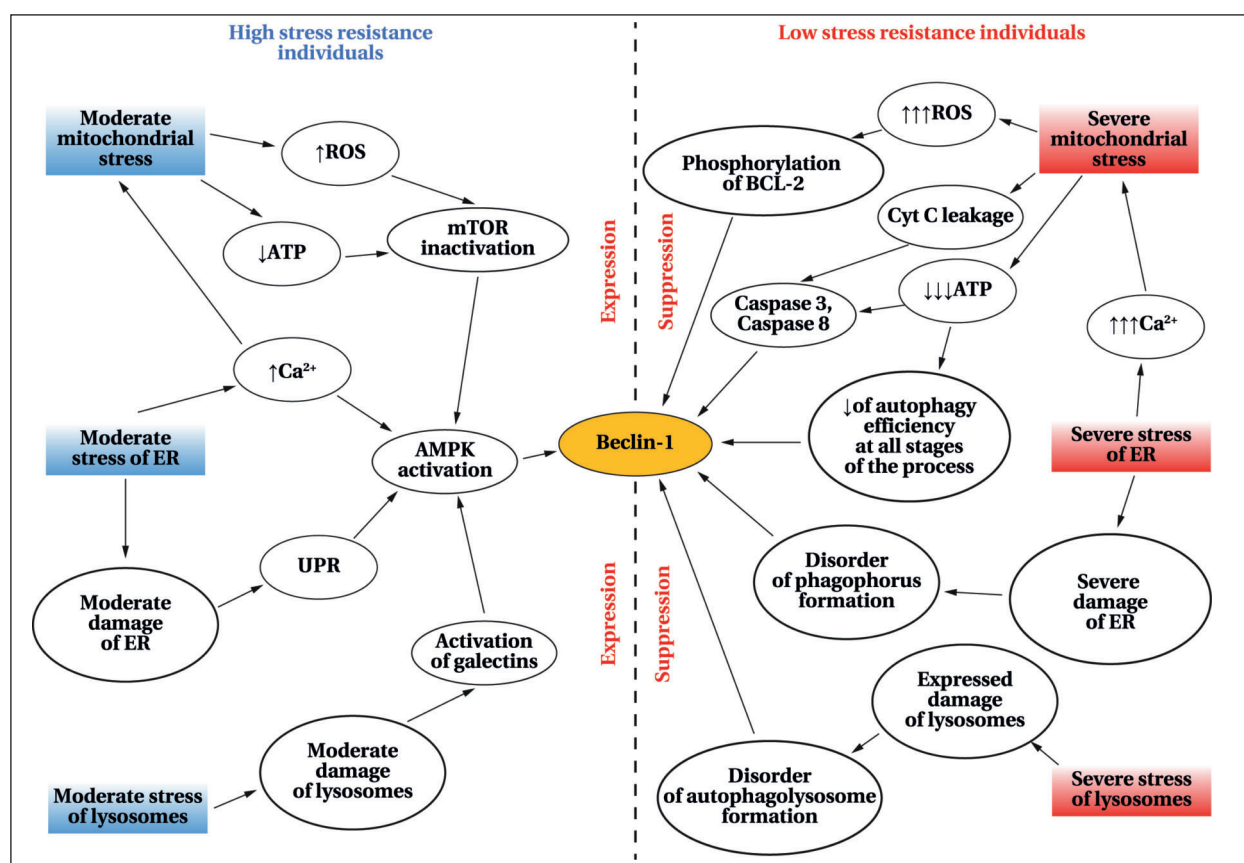 High stress resistance
individuals
Low stress resistance individuals
Moderate
mitochondrial
stress
↑ROS
↓ATP
mTOR
inactivation
↑Ca²⁺
Moderate
stress of ER
AMPK
activation
UPR
Moderate
damage
of ER
Activation
of galectins
Moderate
damage
of lysosomes
Moderate stress
of lysosomes
Expression
Suppression
Beclin-1
Expression
Suppression
↑↑↑ROS
Severe
mitochondrial
stress
Phosphorylation
of BCL-2
Cyt C leakage
↓↓↓ATP
Caspase 3,
Caspase 8
↑↑↑Ca²⁺
↓of autophagy
efficiency
at all stages
of the process
Severe stress
of ER
Disorder
of phagophorus
formation
Severe
damage
of ER
Expressed
damage
of lysosomes
Disorder
of autophagolysosome
formation
Severe stress
of lysosomes